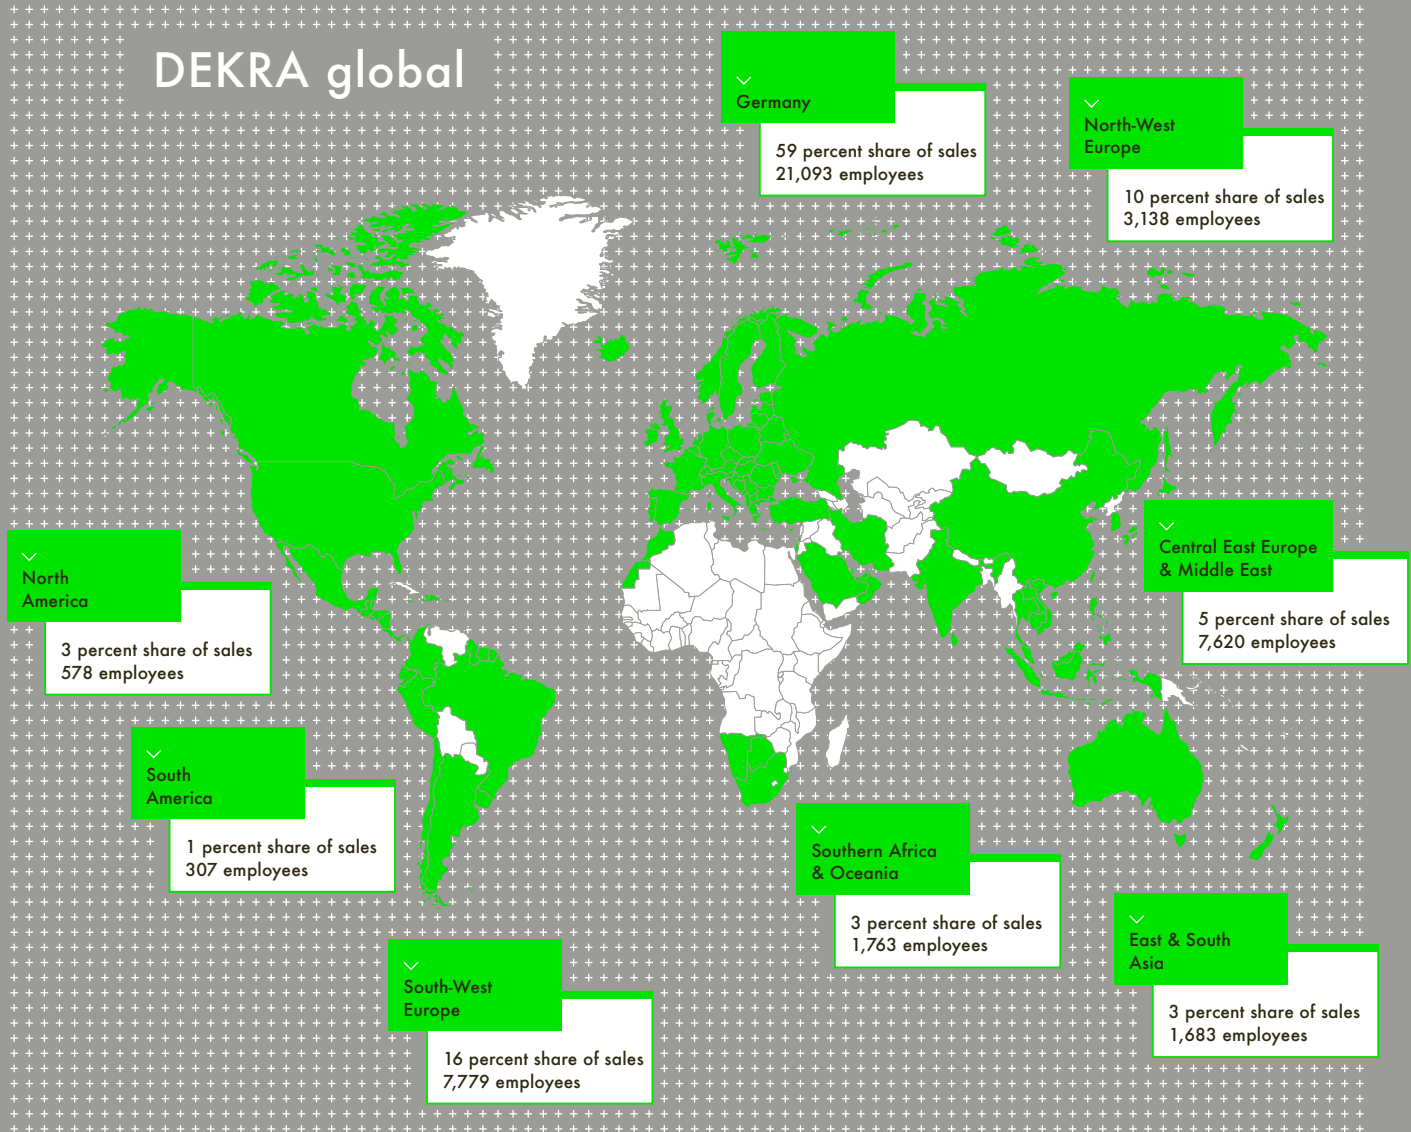 DEKRA global
Germany
59 percent share of sales
21,093 employees
North-West
Europe
10 percent share of sales
3,138 employees
North
America
3 percent share of sales
578 employees
Central East Europe
& Middle East
5 percent share of sales
7,620 employees
South
America
1 percent share of sales
307 employees
Southern Africa
& Oceania
3 percent share of sales
1,763 employees
East & South
Asia
3 percent share of sales
1,683 employees
South-West
Europe
16 percent share of sales
7,779 employees